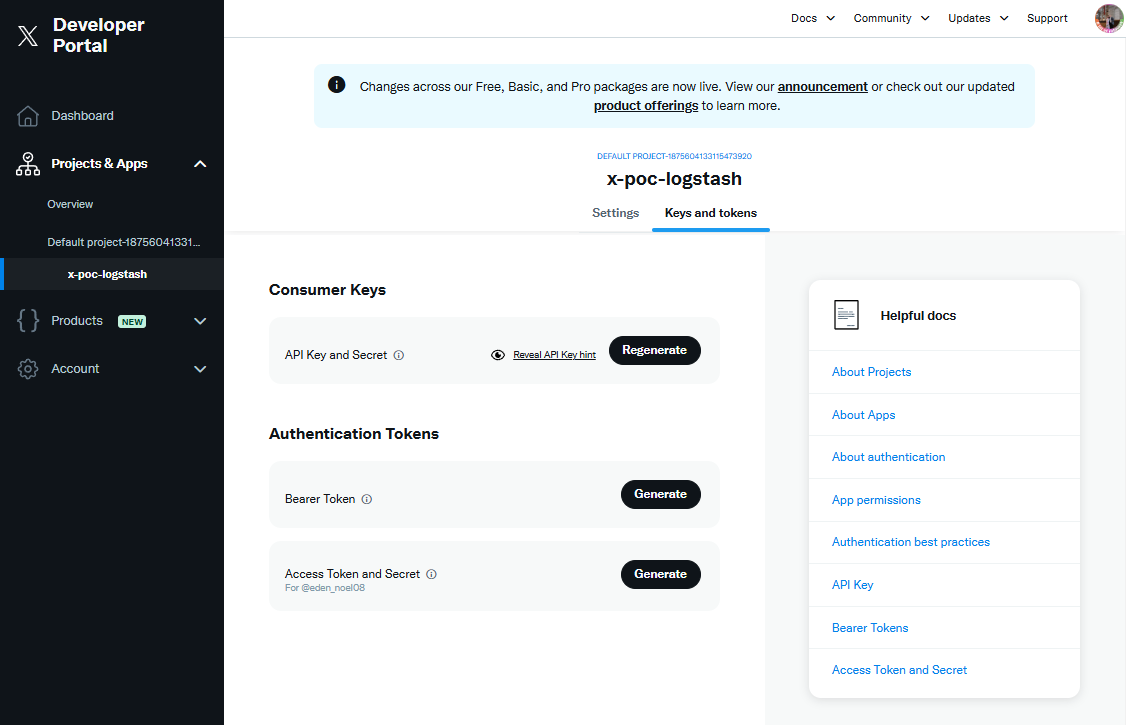 Developer
Portal
Docs
Community
Updates
Support
Dashboard
Projects & Apps
Overview
Default project-18756041331...
x-poc-logstash
Products NEW
Account
Changes across our Free, Basic, and Pro packages are now live. View our announcement or check out our updated
product offerings to learn more.
DEFAULT PROJECT-1875604133115473920
x-poc-logstash
Settings
Keys and tokens
Consumer Keys
API Key and Secret
Reveal API Key hint
Regenerate
Authentication Tokens
Bearer Token
Generate
Access Token and Secret
For @eden_noel08
Generate
Helpful docs
About Projects
About Apps
About authentication
App permissions
Authentication best practices
API Key
Bearer Tokens
Access Token and Secret